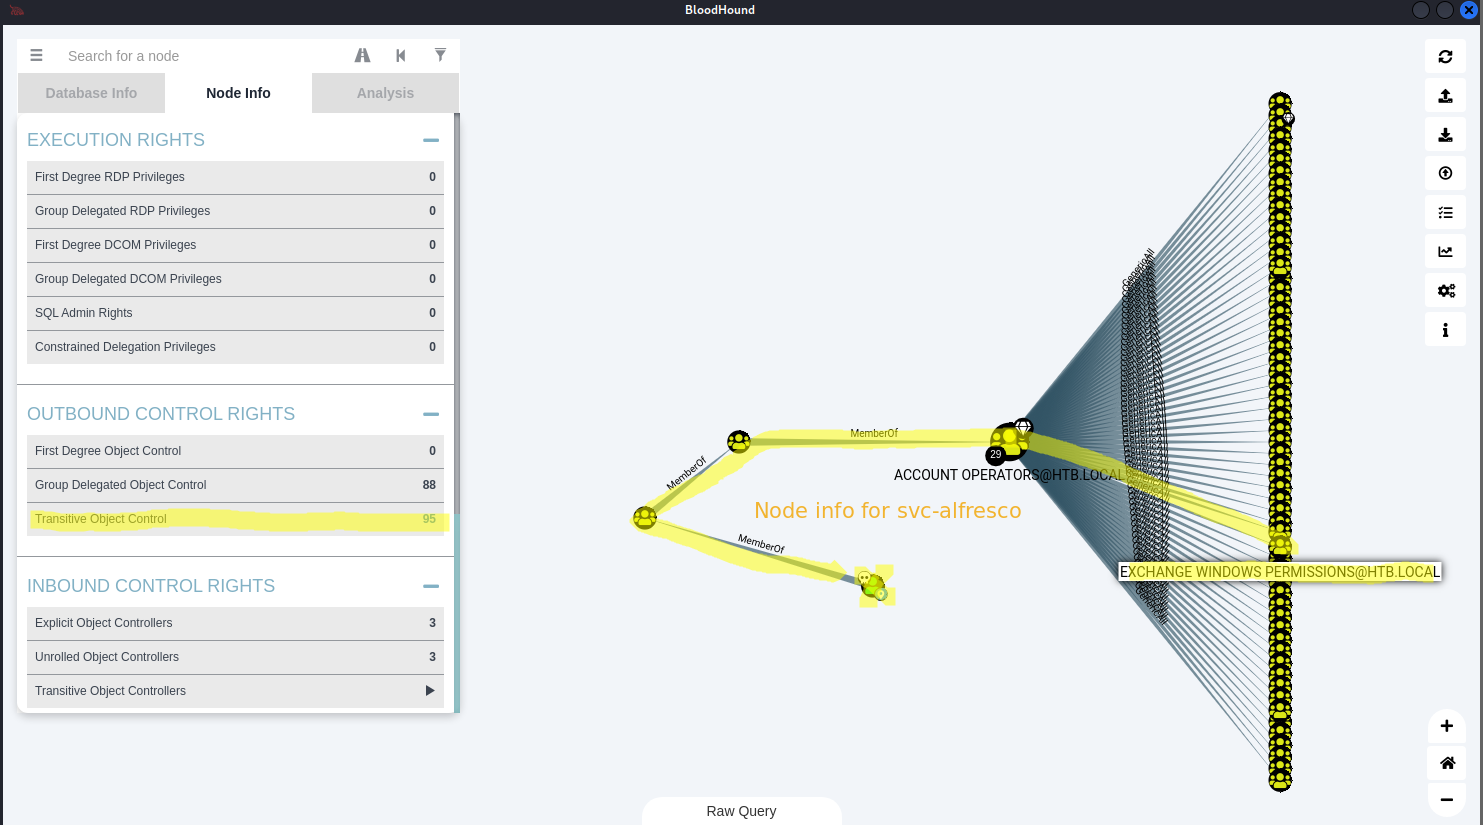 BloodHound
Search for a node
Database Info
Node Info
Analysis
EXECUTION RIGHTS
First Degree RDP Privileges 0
Group Delegated RDP Privileges 0
First Degree DCOM Privileges 0
Group Delegated DCOM Privileges 0
SQL Admin Rights 0
Constrained Delegation Privileges 0
OUTBOUND CONTROL RIGHTS
First Degree Object Control 0
Group Delegated Object Control 88
Transitive Object Control 95
INBOUND CONTROL RIGHTS
Explicit Object Controllers 3
Unrolled Object Controllers 3
Transitive Object Controllers
MemberOf
MemberOf
MemberOf
29
ACCOUNT OPERATORS@HTB.LOCAL
Node info for svc-alfresco
GenericAll
EXCHANGE WINDOWS PERMISSIONS@HTB.LOCAL
GenericAll
Raw Query